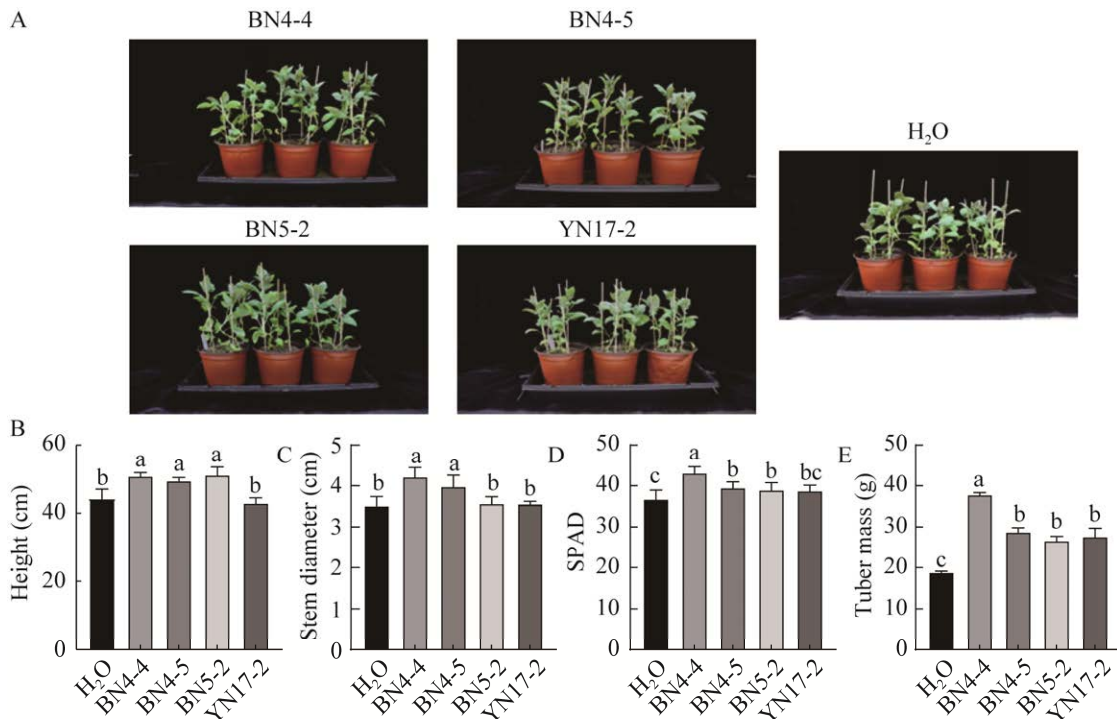 A
BN4-4
BN4-5
H₂O
BN5-2
YN17-2
B
Height (cm)
60
40
20
0
b
a
a
a
b
H₂O
BN4-4
BN4-5
BN5-2
YN17-2
C
Stem diameter (cm)
5
4
3
2
1
0
b
a
a
b
b
H₂O
BN4-4
BN4-5
BN5-2
YN17-2
D
SPAD
50
40
30
20
10
0
c
a
b
b
bc
H₂O
BN4-4
BN4-5
BN5-2
YN17-2
E
Tuber mass (g)
50
40
30
20
10
0
c
a
b
b
b
H₂O
BN4-4
BN4-5
BN5-2
YN17-2